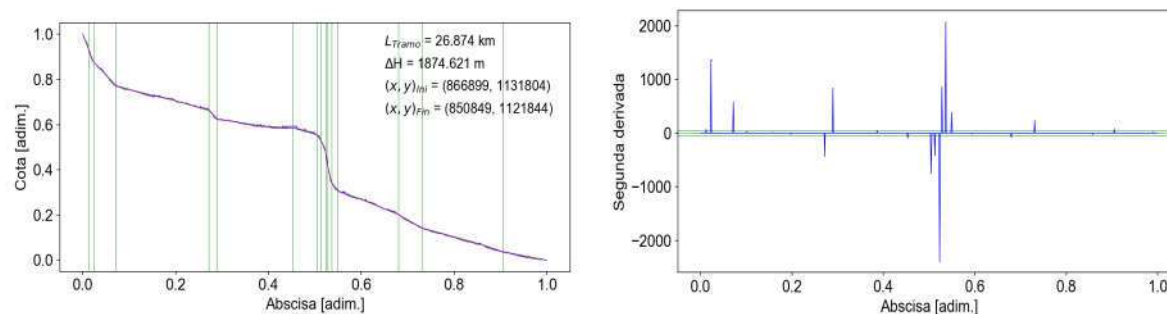 1.0
0.8
0.6
0.4
0.2
0.0
Cota [adim.]
L_Tramo = 26.874 km
ΔH = 1874.621 m
(x, y)_Ini = (866899, 1131804)
(x, y)_Fin = (850849, 1121844)
0.0 0.2 0.4 0.6 0.8 1.0
Abscisa [adim.]
2000
1000
0
−1000
−2000
Segunda derivada
0.0 0.2 0.4 0.6 0.8 1.0
Abscisa [adim.]